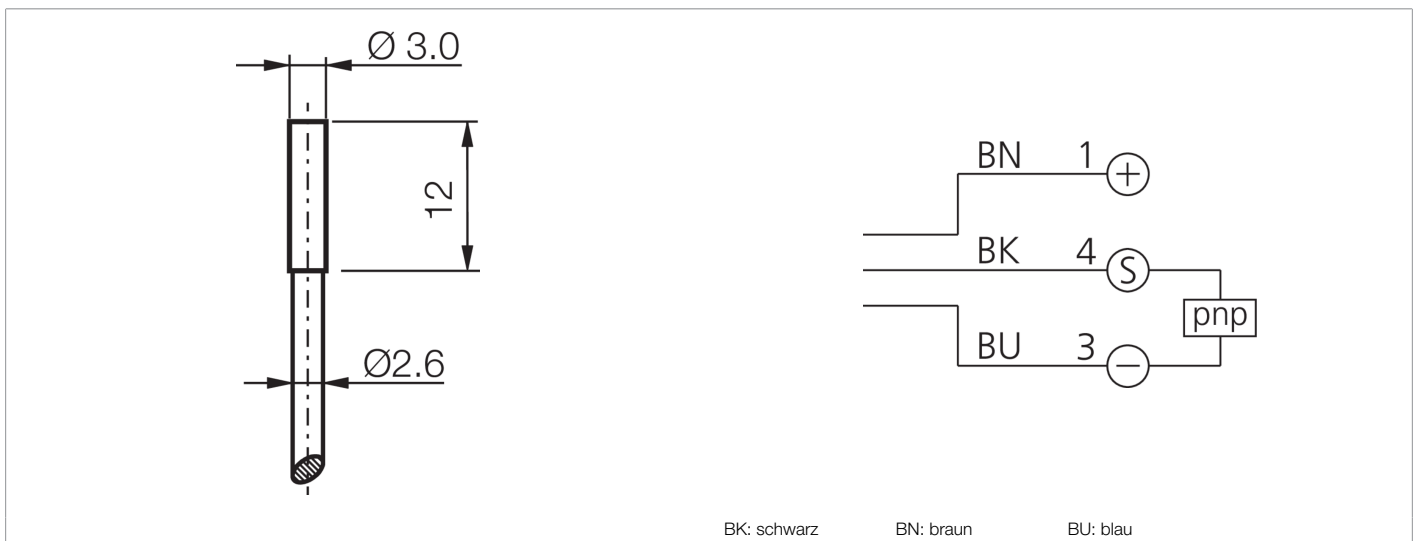 Ø 3.0
12
Ø2.6
BN 1 +
BK 4 S
pnp
BU 3 −
BK: schwarz BN: braun BU: blau